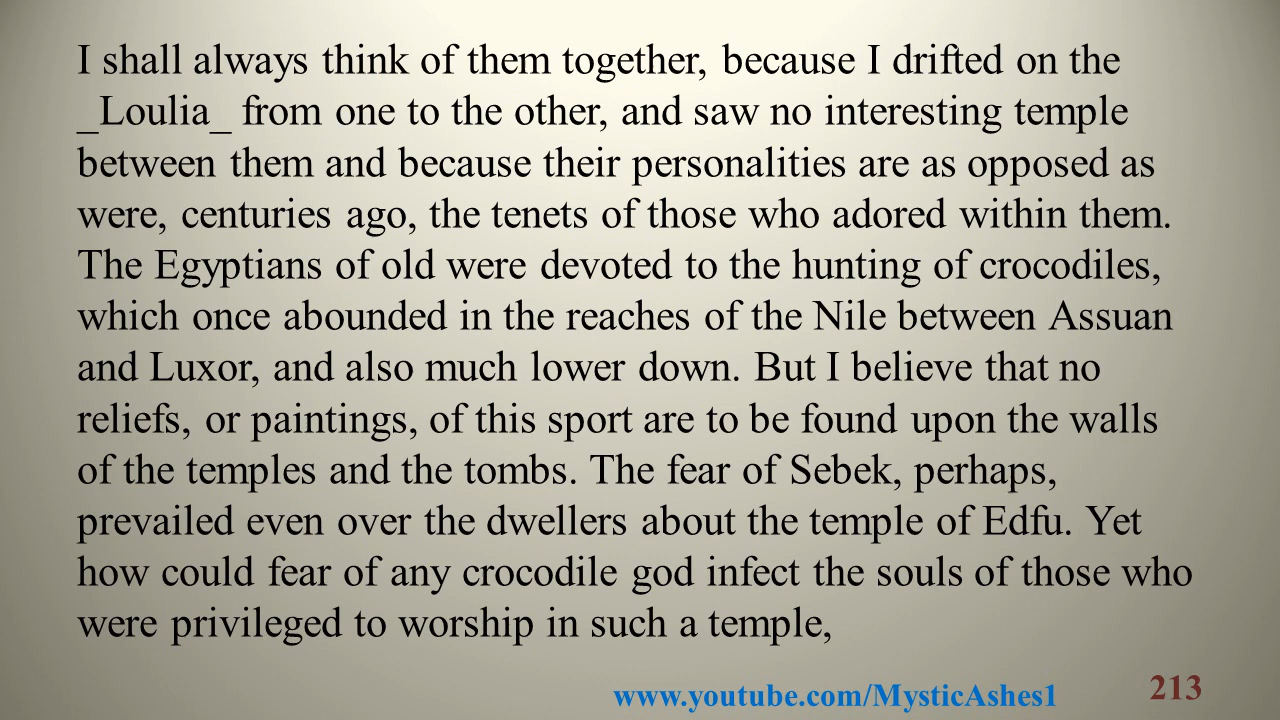 I shall always think of them together, because I drifted on the
_Loulia_ from one to the other, and saw no interesting temple
between them and because their personalities are as opposed as
were, centuries ago, the tenets of those who adored within them.
The Egyptians of old were devoted to the hunting of crocodiles,
which once abounded in the reaches of the Nile between Assuan
and Luxor, and also much lower down. But I believe that no
reliefs, or paintings, of this sport are to be found upon the walls
of the temples and the tombs. The fear of Sebek, perhaps,
prevailed even over the dwellers about the temple of Edfu. Yet
how could fear of any crocodile god infect the souls of those who
were privileged to worship in such a temple,
www.youtube.com/MysticAshes1
213